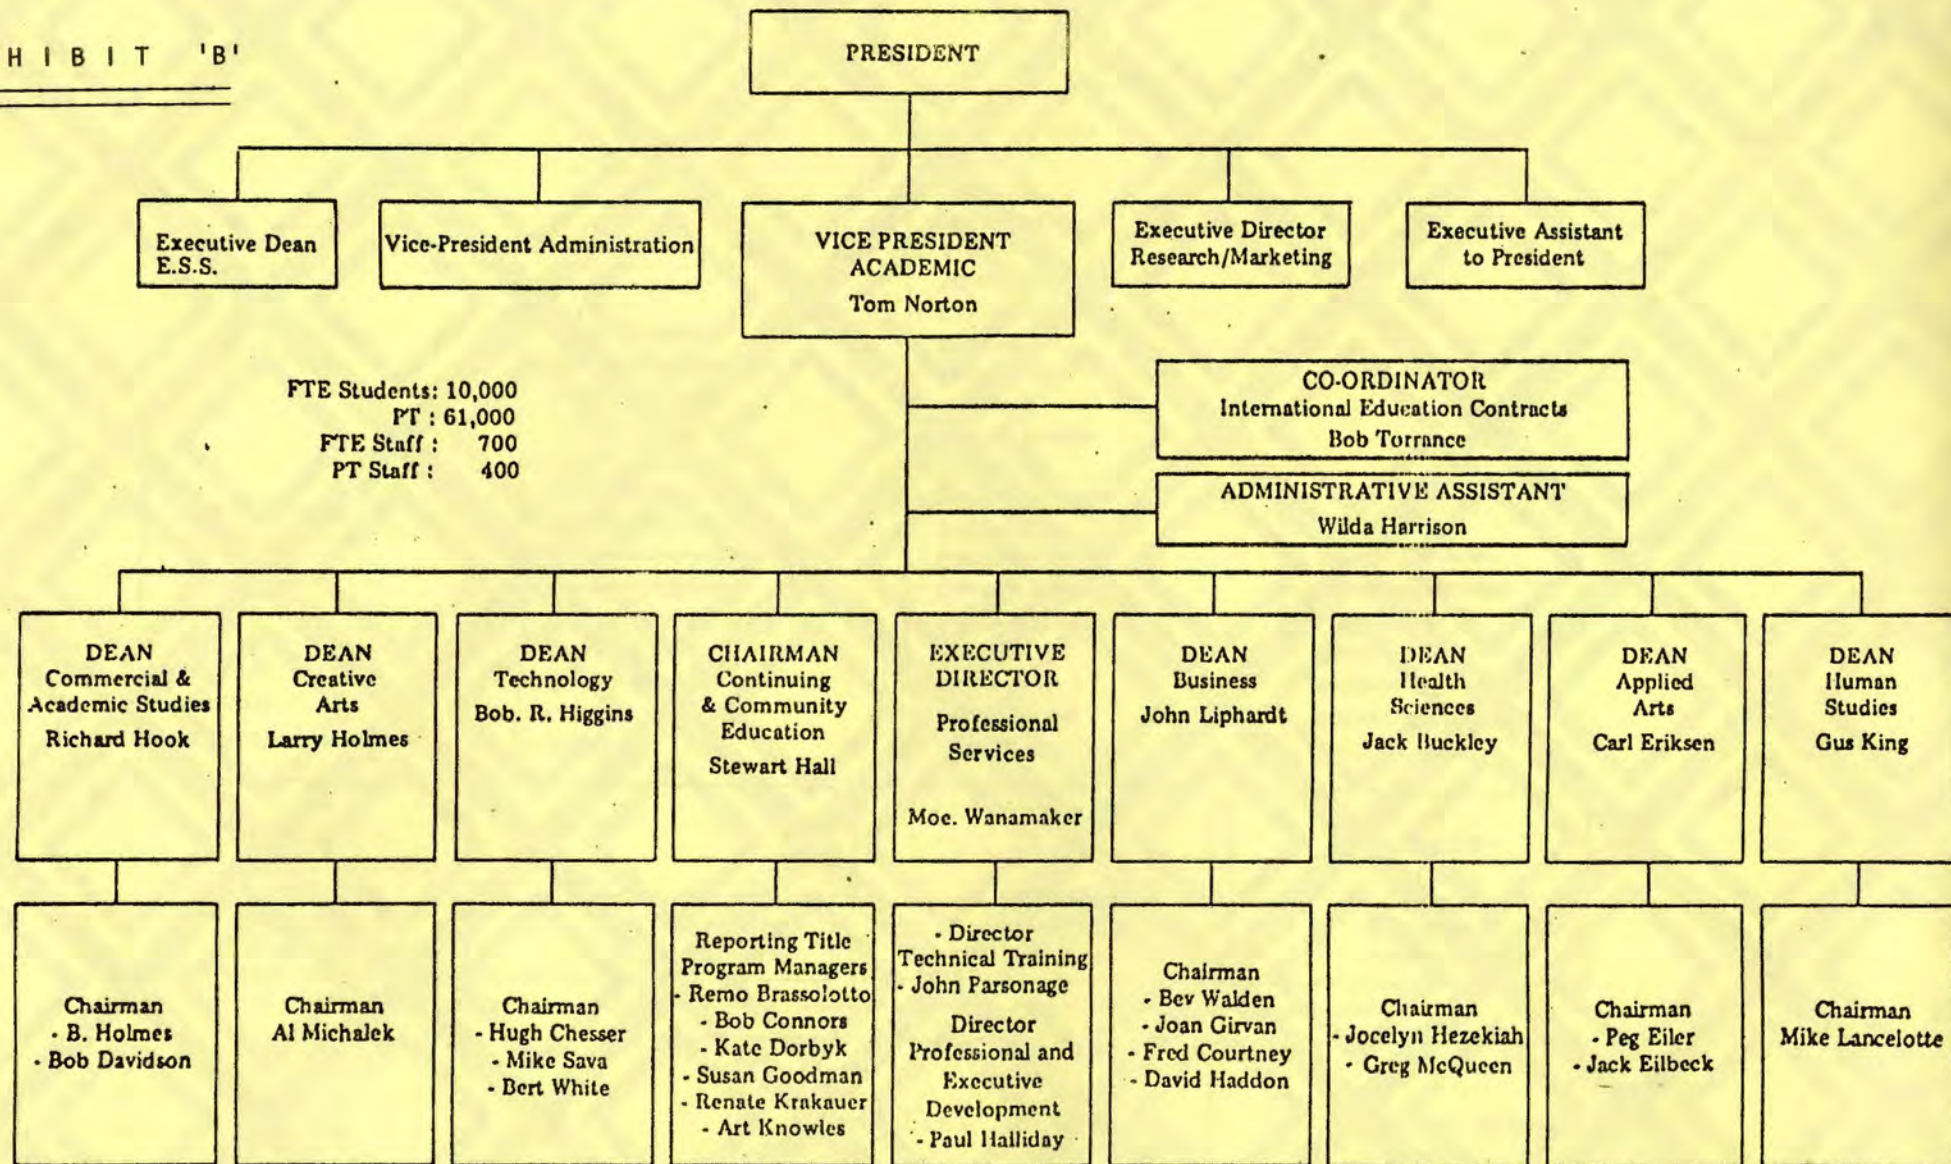 H I B I T 'B'
PRESIDENT
Executive Dean
E.S.S.
Vice-President Administration
VICE PRESIDENT
ACADEMIC
Tom Norton
Executive Director
Research/Marketing
Executive Assistant
to President
FTE Students: 10,000
PT : 61,000
FTE Staff : 700
PT Staff : 400
CO-ORDINATOR
International Education Contracts
Bob Torrance
ADMINISTRATIVE ASSISTANT
Wilda Harrison
DEAN
Commercial &
Academic Studies
Richard Hook
DEAN
Creative
Arts
Larry Holmes
DEAN
Technology
Bob. R. Higgins
CHAIRMAN
Continuing
& Community
Education
Stewart Hall
EXECUTIVE
DIRECTOR
Professional
Services
Moe. Wanamaker
DEAN
Business
John Liphardt
DEAN
Health
Sciences
Jack Buckley
DEAN
Applied
Arts
Carl Eriksen
DEAN
Human
Studies
Gus King
Chairman
- B. Holmes
- Bob Davidson
Chairman
Al Michalek
Chairman
- Hugh Chesser
- Mike Sava
- Bert White
Reporting Title
Program Managers
- Remo Brassolotto
- Bob Connors
- Kate Dorbyk
- Susan Goodman
- Renate Krakauer
- Art Knowles
- Director
Technical Training
- John Parsonage
Director
Professional and
Executive
Development
- Paul Halliday
Chairman
- Bev Walden
- Joan Girvan
- Fred Courtney
- David Haddon
Chairman
- Jocelyn Hezekiah
- Greg McQueen
Chairman
- Peg Eiler
- Jack Eilbeck
Chairman
Mike Lancelotte